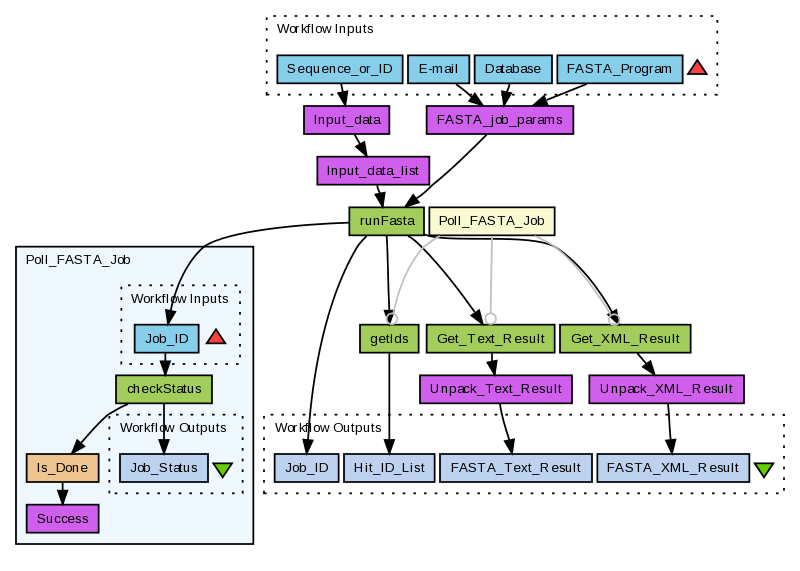 Workflow Inputs
Sequence_or_ID
E-mail
Database
FASTA_Program
Input_data
FASTA_job_params
Input_data_list
runFasta
Poll_FASTA_Job
Poll_FASTA_Job
Workflow Inputs
Job_ID
getIds
Get_Text_Result
Get_XML_Result
checkStatus
Unpack_Text_Result
Unpack_XML_Result
Workflow Outputs
Workflow Outputs
Is_Done
Job_Status
Job_ID
Hit_ID_List
FASTA_Text_Result
FASTA_XML_Result
Success